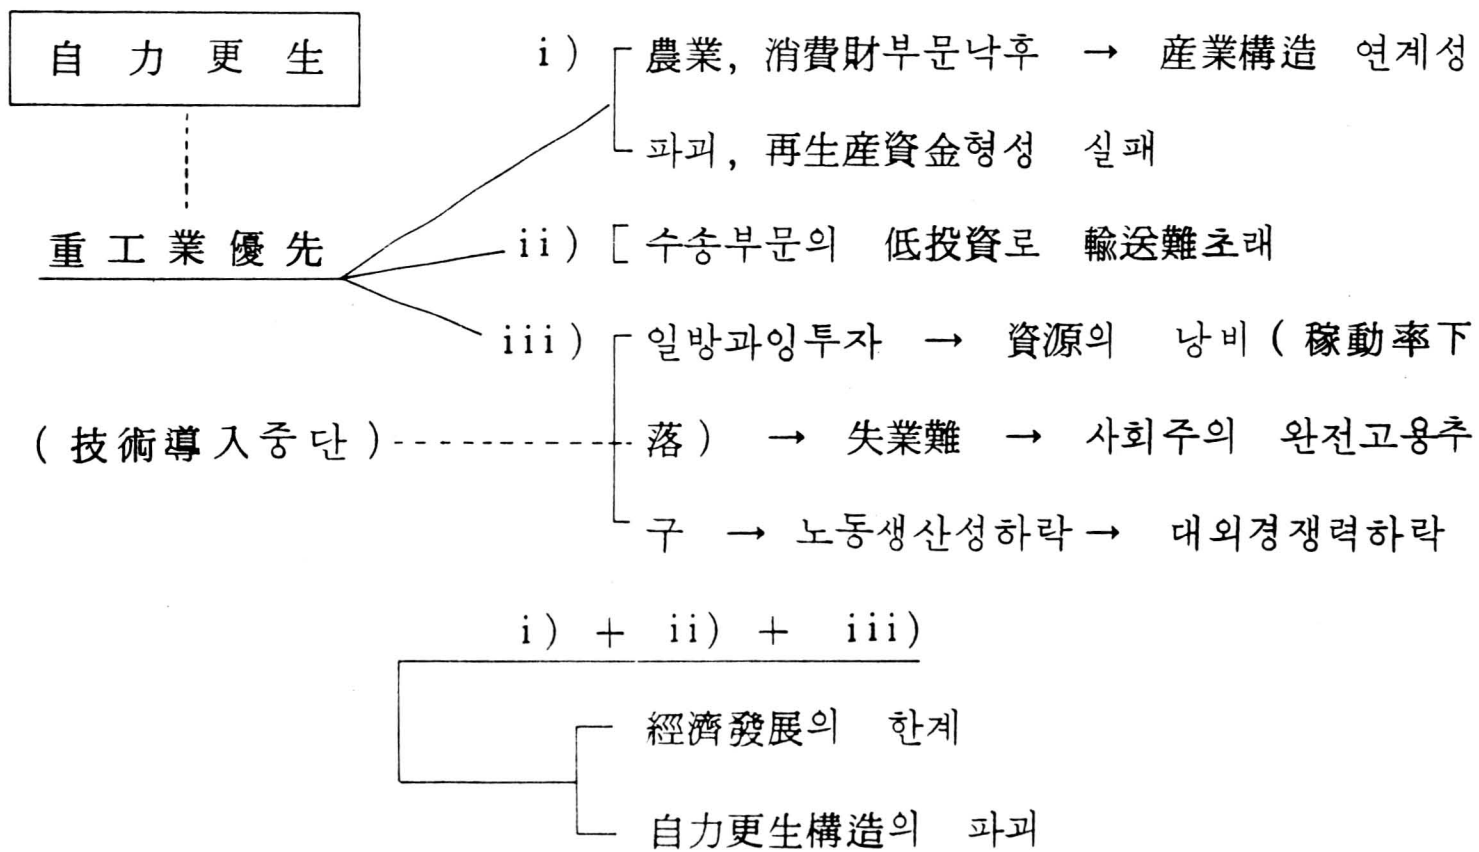 自力更生
i) 農業, 消費財부문낙후 → 産業構造 연계성
파괴, 再生産資金형성 실패
重工業優先
ii) [ 수송부문의 低投資로 輸送難초래
iii) 일방과잉투자 → 資源의 낭비 ( 稼動率下
( 技術導入중단 ) 落 ) → 失業難 → 사회주의 완전고용추
구 → 노동생산성하락 → 대외경쟁력하락
i) + ii) + iii)
經濟發展의 한계
自力更生構造의 파괴